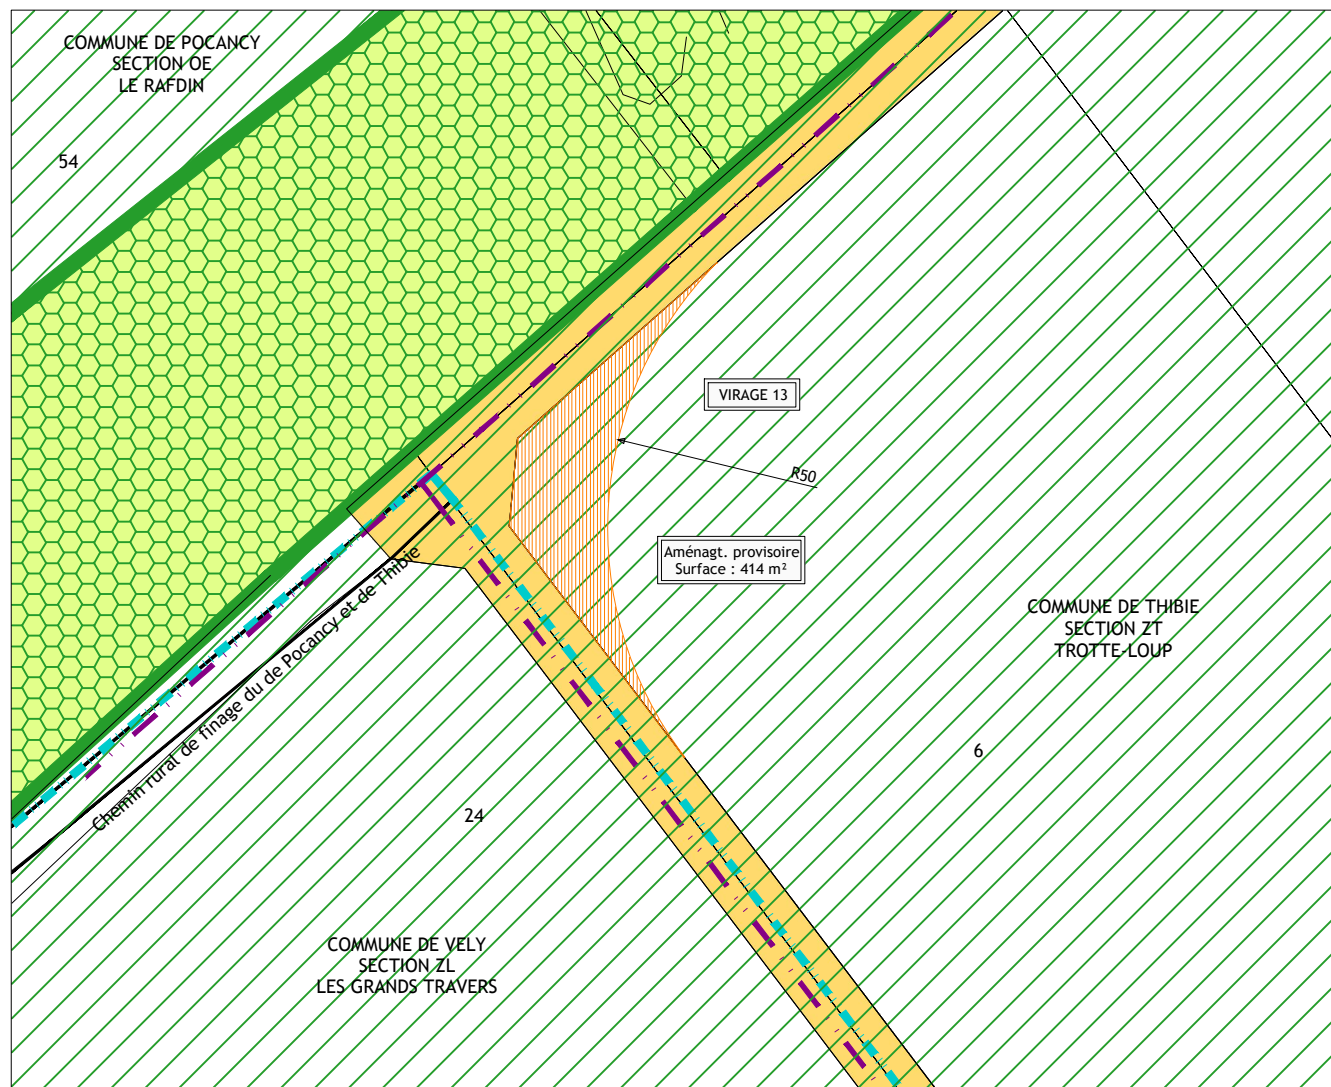 COMMUNE DE POCANCY
SECTION OE
LE RAFDIN
54
VIRAGE 13
R50
Aménagt. provisoire
Surface : 414 m²
Chemin rural de finage du de Pocancy et de Thibie
COMMUNE DE THIBIE
SECTION ZT
TROTTE-LOUP
6
24
COMMUNE DE VELY
SECTION ZL
LES GRANDS TRAVERS